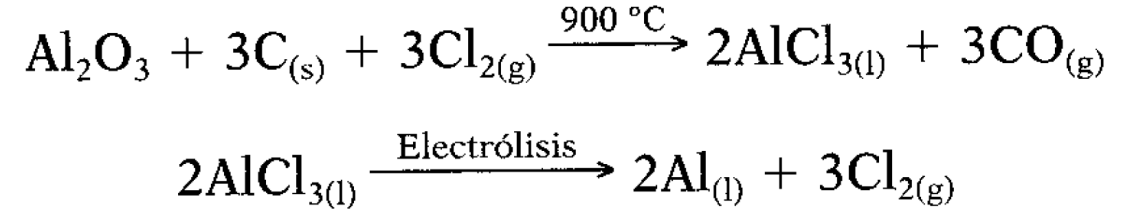 Al₂O₃ + 3C₍s₎ + 3Cl₂₍g₎ 900 °C → 2AlCl₃₍l₎ + 3CO₍g₎
2AlCl₃₍l₎ Electrólisis → 2Al₍l₎ + 3Cl₂₍g₎